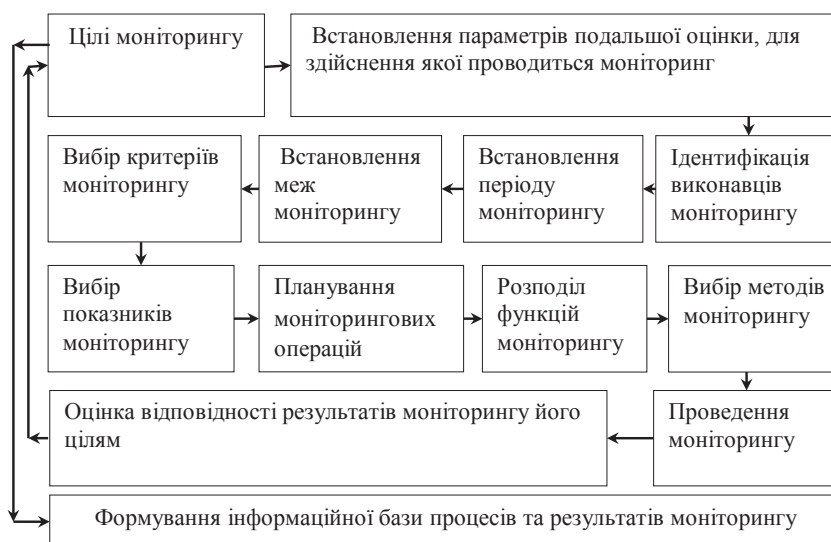 Цілі моніторингу
Встановлення параметрів подальшої оцінки, для
здійснення якої проводиться моніторинг
Вибір критеріїв
моніторингу
Встановлення
меж
моніторингу
Встановлення
періоду
моніторингу
Ідентифікація
виконавців
моніторингу
Вибір
показників
моніторингу
Планування
моніторингових
операцій
Розподіл
функцій
моніторингу
Вибір методів
моніторингу
Оцінка відповідності результатів моніторингу його
цілям
Проведення
моніторингу
Формування інформаційної бази процесів та результатів моніторингу